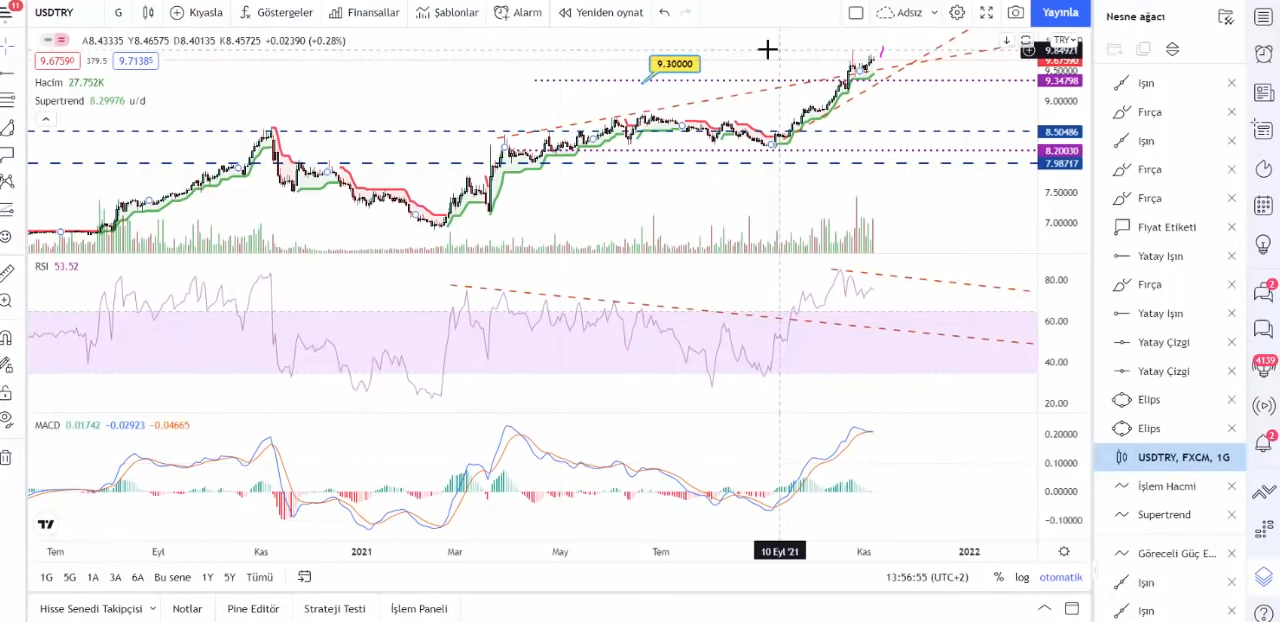 11
USDTRY G Kıyasla Göstergeler Finansallar Şablonlar Alarm Yeniden oynat Adsız Yayınla
Nesne ağacı
A8.43335 Y8.46575 D8.40135 K8.45725 +0.02390 (+0.28%)
9.67590 379.5 9.71385
Hacim 27.752K
Supertrend 8.29976 u/d
9.30000
TRY
9.84921
9.67590
9.50000
9.34798
9.00000
8.50486
8.20030
7.98717
7.50000
7.00000
RSI 53.52
80.00
60.00
40.00
20.00
MACD 0.01742 -0.02923 -0.04665
0.20000
0.10000
0.00000
-0.10000
Tem Eyl Kas 2021 Mar May Tem 10 Eyl '21 Kas 2022
1G 5G 1A 3A 6A Bu sene 1Y 5Y Tümü 13:56:55 (UTC+2) % log otomatik
Hisse Senedi Takipçisi Notlar Pine Editör Strateji Testi İşlem Paneli
Işın
Fırça
Işın
Fırça
Fırça
Fiyat Etiketi
Yatay Işın
Fırça
Yatay Işın
Yatay Çizgi
Yatay Çizgi
Elips
Elips
USDTRY, FXCM, 1G
İşlem Hacmi
Supertrend
Göreceli Güç E...
Işın
Işın
2
4139
2